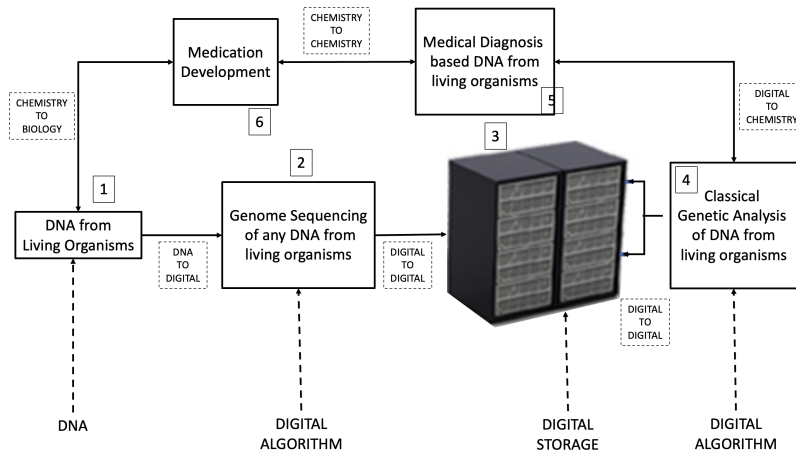 CHEMISTRY
TO
CHEMISTRY
Medication
Development
6
Medical Diagnosis
based DNA from
living organisms
5
CHEMISTRY
TO
BIOLOGY
DIGITAL
TO
CHEMISTRY
1
DNA from
Living Organisms
2
Genome Sequencing
of any DNA from
living organisms
3
4
Classical
Genetic Analysis
of DNA from
living organisms
DNA
TO
DIGITAL
DIGITAL
TO
DIGITAL
DIGITAL
TO
DIGITAL
DNA
DIGITAL
ALGORITHM
DIGITAL
STORAGE
DIGITAL
ALGORITHM